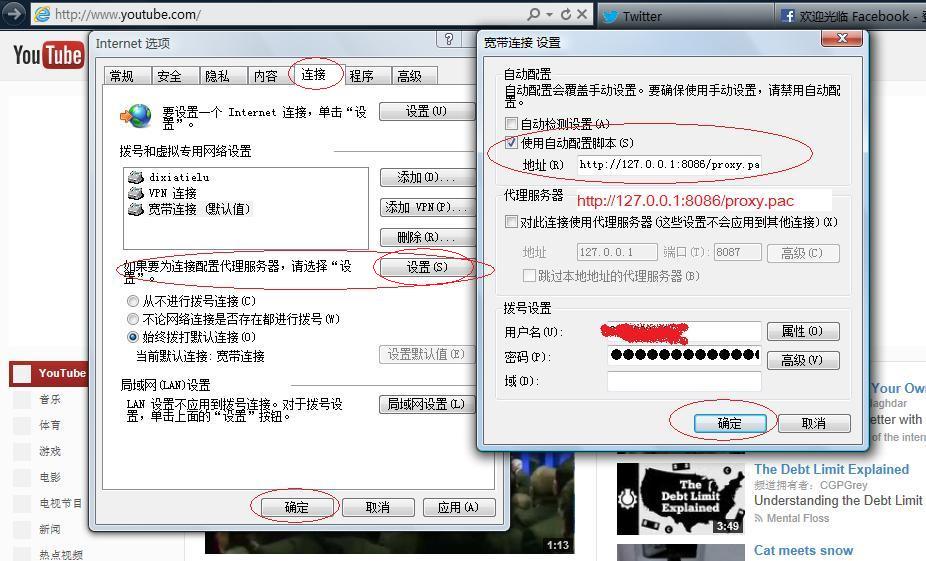 http://www.youtube.com/
Twitter
欢迎光临 Facebook -
YouTube
Internet 选项
常规 安全 隐私 内容 连接 程序 高级
要设置一个 Internet 连接，单击“设
置”。
设置(U)
拨号和虚拟专用网络设置
dixiatielu
VPN 连接
宽带连接 (默认值)
添加(D)...
添加 VPN(P)...
删除(R)...
如果要为连接配置代理服务器，请选择“设
置”。
设置(S)
从不进行拨号连接(C)
不论网络连接是否存在都进行拨号(W)
始终拨打默认连接(O)
当前默认连接: 宽带连接
设置默认值(E)
局域网(LAN)设置
LAN 设置不应用到拨号连接。对于拨号设
置，单击上面的“设置”按钮。
局域网设置(L)
确定 取消 应用(A)
宽带连接 设置
自动配置
自动配置会覆盖手动设置。要确保使用手动设置，请禁用自动配
置。
自动检测设置(A)
使用自动配置脚本(S)
地址(R) http://127.0.0.1:8086/proxy.pa
代理服务器
http://127.0.0.1:8086/proxy.pac
对此连接使用代理服务器(这些设置不会应用到其他连接)(X)
地址 127.0.0.1 端口(T): 8087 高级(C)
跳过本地地址的代理服务器(B)
拨号设置
用户名(U):
属性(O)
密码(P): ●●●●●●●●●●●●●
高级(V)
域(D):
确定 取消
YouTube
音乐
体育
游戏
电影
电视节目
新闻
热点视频
1:13
Your Ow
aghdar
etter with
of the inter
The Debt Limit Explained
频道拥有者: CGPGrey
Understanding the Debt Limit
Mental Floss
The
Debt Limit
Explained
3:49
Cat meets snow